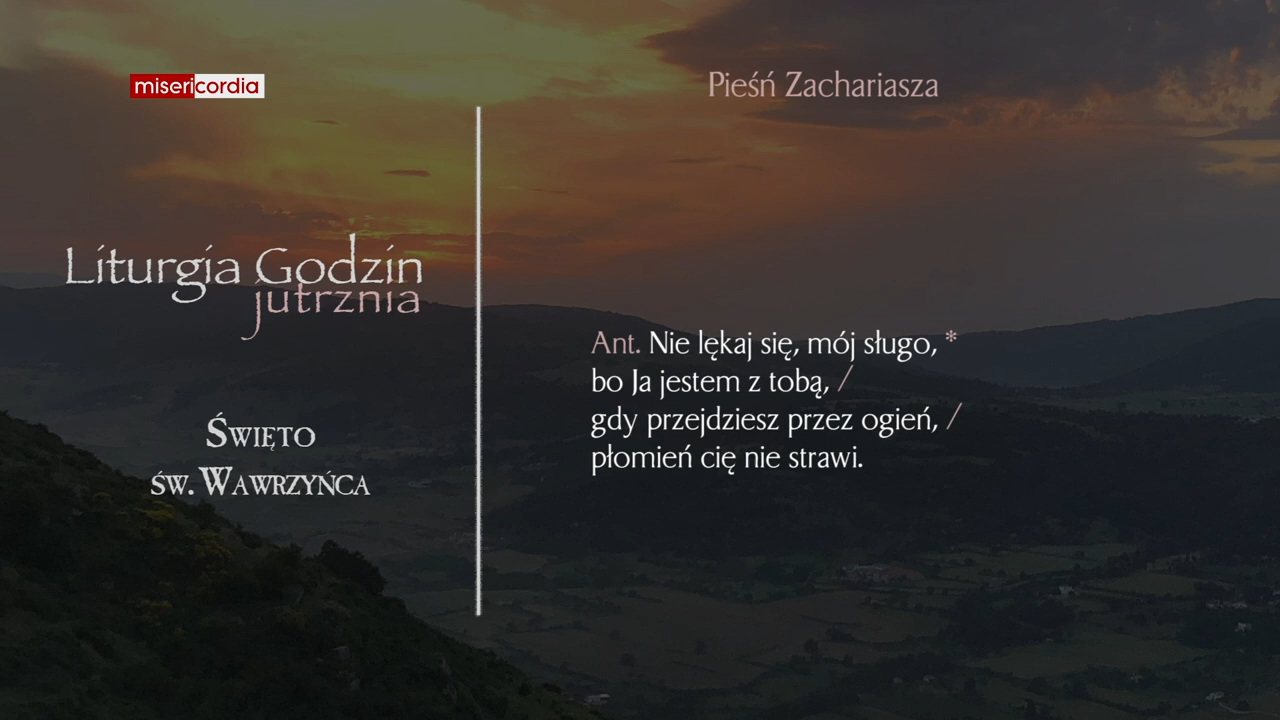 misericordia
Liturgia Godzin
jutrznia
Święto
św. Wawrzyńca
Pieśń Zachariasza
Ant. Nie lękaj się, mój sługo, *
bo Ja jestem z tobą, /
gdy przejdziesz przez ogień, /
płomień cię nie strawi.